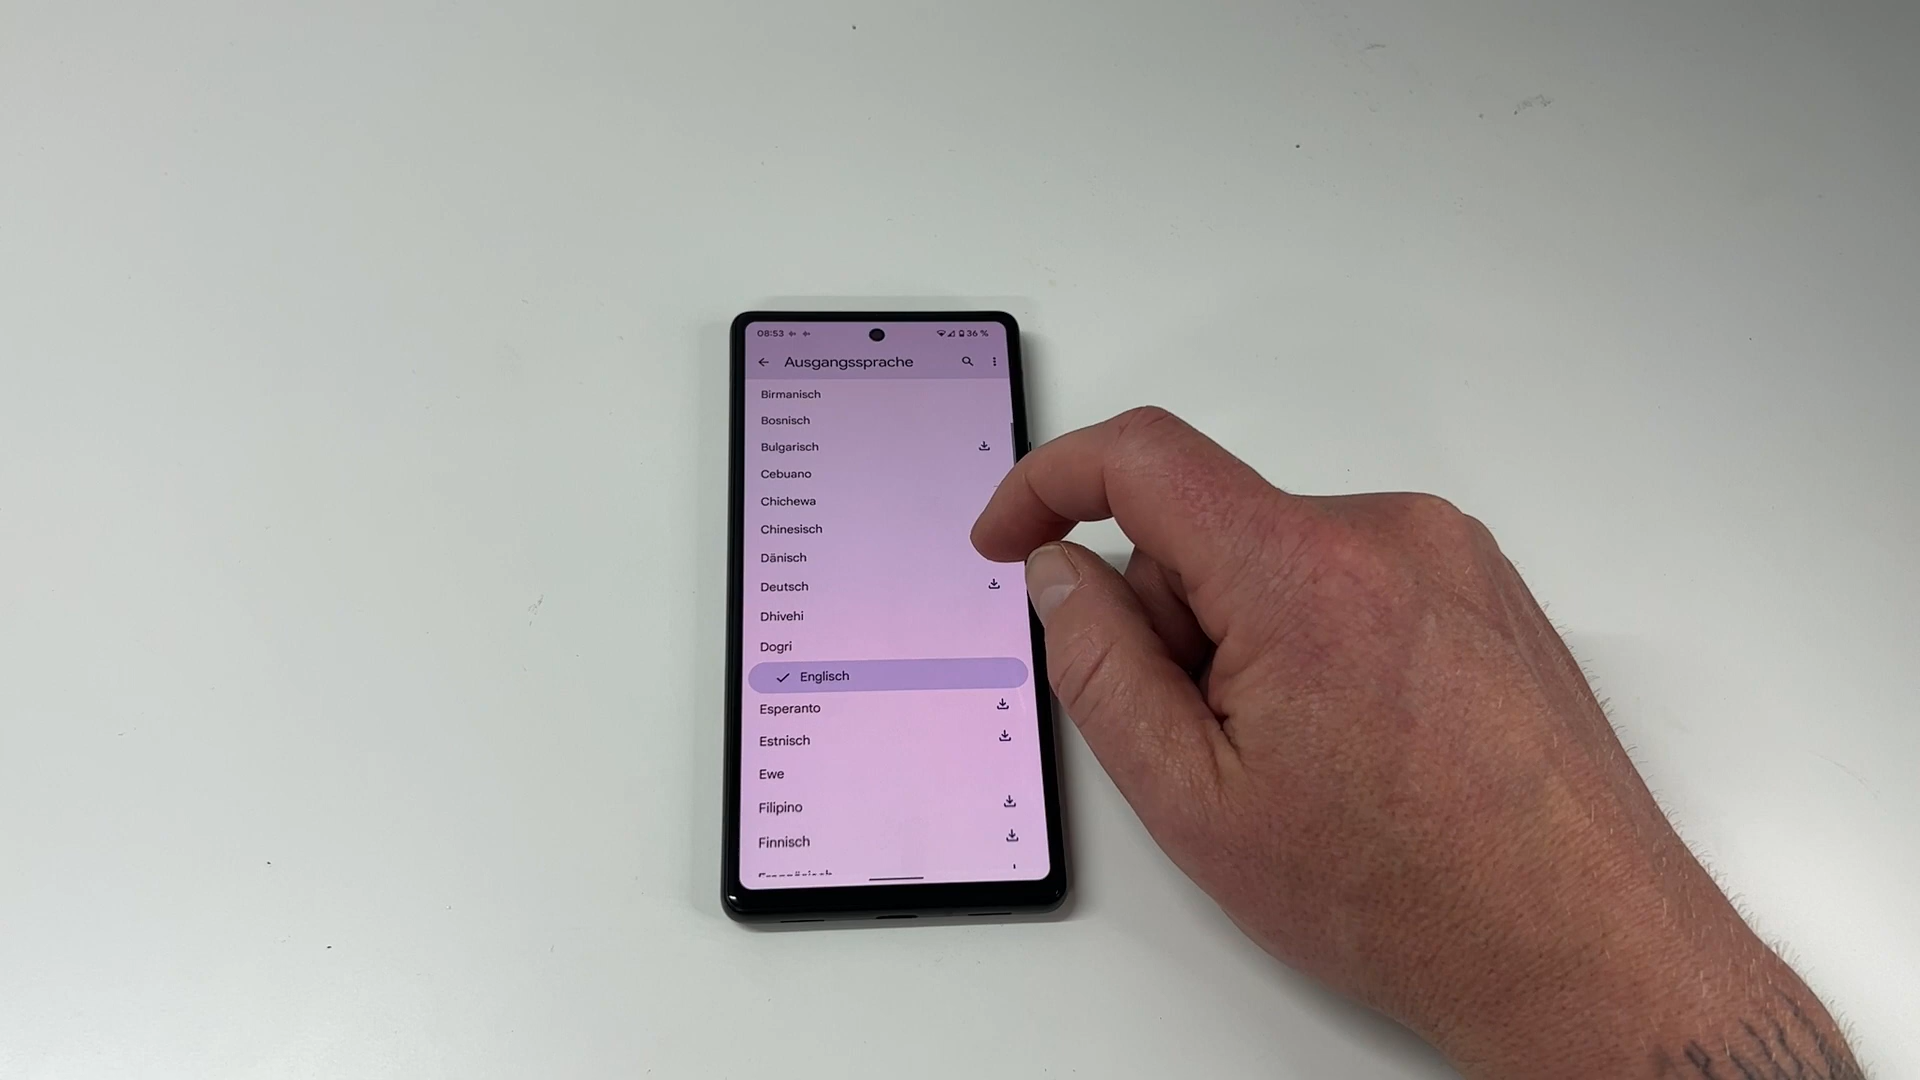 08:53 36 %
Ausgangssprache
Birmanisch
Bosnisch
Bulgarisch
Cebuano
Chichewa
Chinesisch
Dänisch
Deutsch
Dhivehi
Dogri
Englisch
Esperanto
Estnisch
Ewe
Filipino
Finnisch